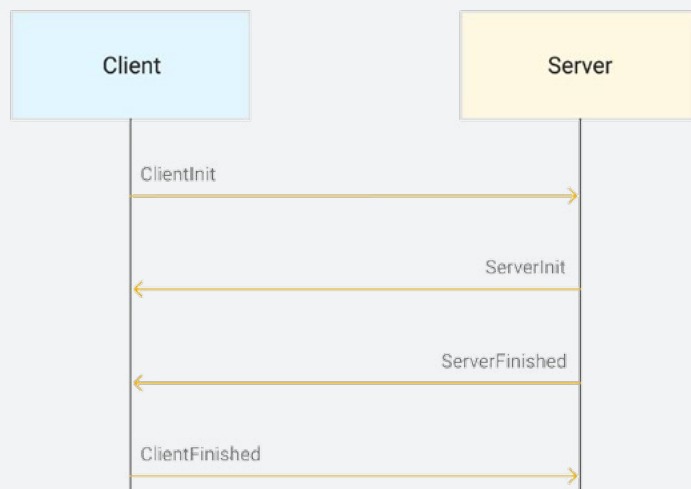 Client
Server
ClientInit
ServerInit
ServerFinished
ClientFinished